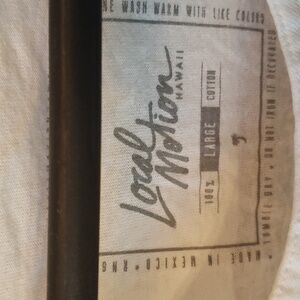 NE WASH WARM WITH LIKE COLORS
TUMBLE DRY • DO NOT IRON IF DECORATED
Local
Motion
HAWAII
100% LARGE COTTON
MADE IN MEXICO • RN6